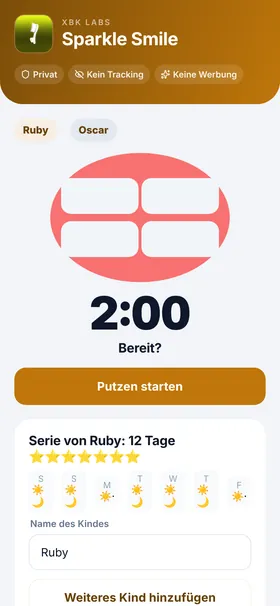 XBK LABS
Sparkle Smile
Privat
Kein Tracking
Keine Werbung
Ruby
Oscar
2:00
Bereit?
Putzen starten
Serie von Ruby: 12 Tage
S S M T W T F
Name des Kindes
Ruby
Weiteres Kind hinzufügen